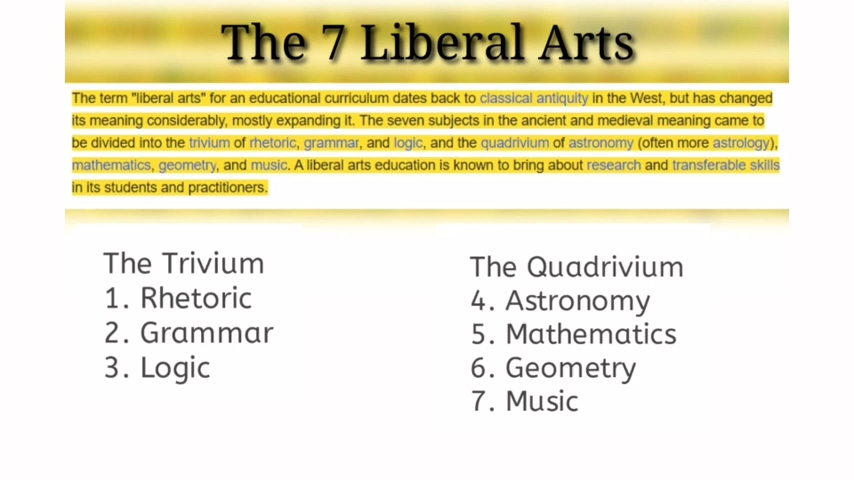 The 7 Liberal Arts
The term "liberal arts" for an educational curriculum dates back to classical antiquity in the West, but has changed
its meaning considerably, mostly expanding it. The seven subjects in the ancient and medieval meaning came to
be divided into the trivium of rhetoric, grammar, and logic, and the quadrivium of astronomy (often more astrology),
mathematics, geometry, and music. A liberal arts education is known to bring about research and transferable skills
in its students and practitioners.
The Trivium
1. Rhetoric
2. Grammar
3. Logic
The Quadrivium
4. Astronomy
5. Mathematics
6. Geometry
7. Music